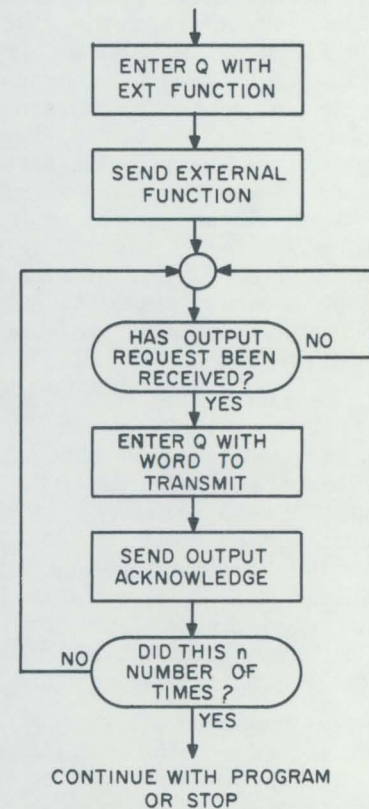 ENTER Q WITH
EXT FUNCTION
SEND EXTERNAL
FUNCTION
HAS OUTPUT
REQUEST BEEN
RECEIVED?
NO
YES
ENTER Q WITH
WORD TO
TRANSMIT
SEND OUTPUT
ACKNOWLEDGE
DID THIS n
NUMBER OF
TIMES ?
NO
YES
CONTINUE WITH PROGRAM
OR STOP